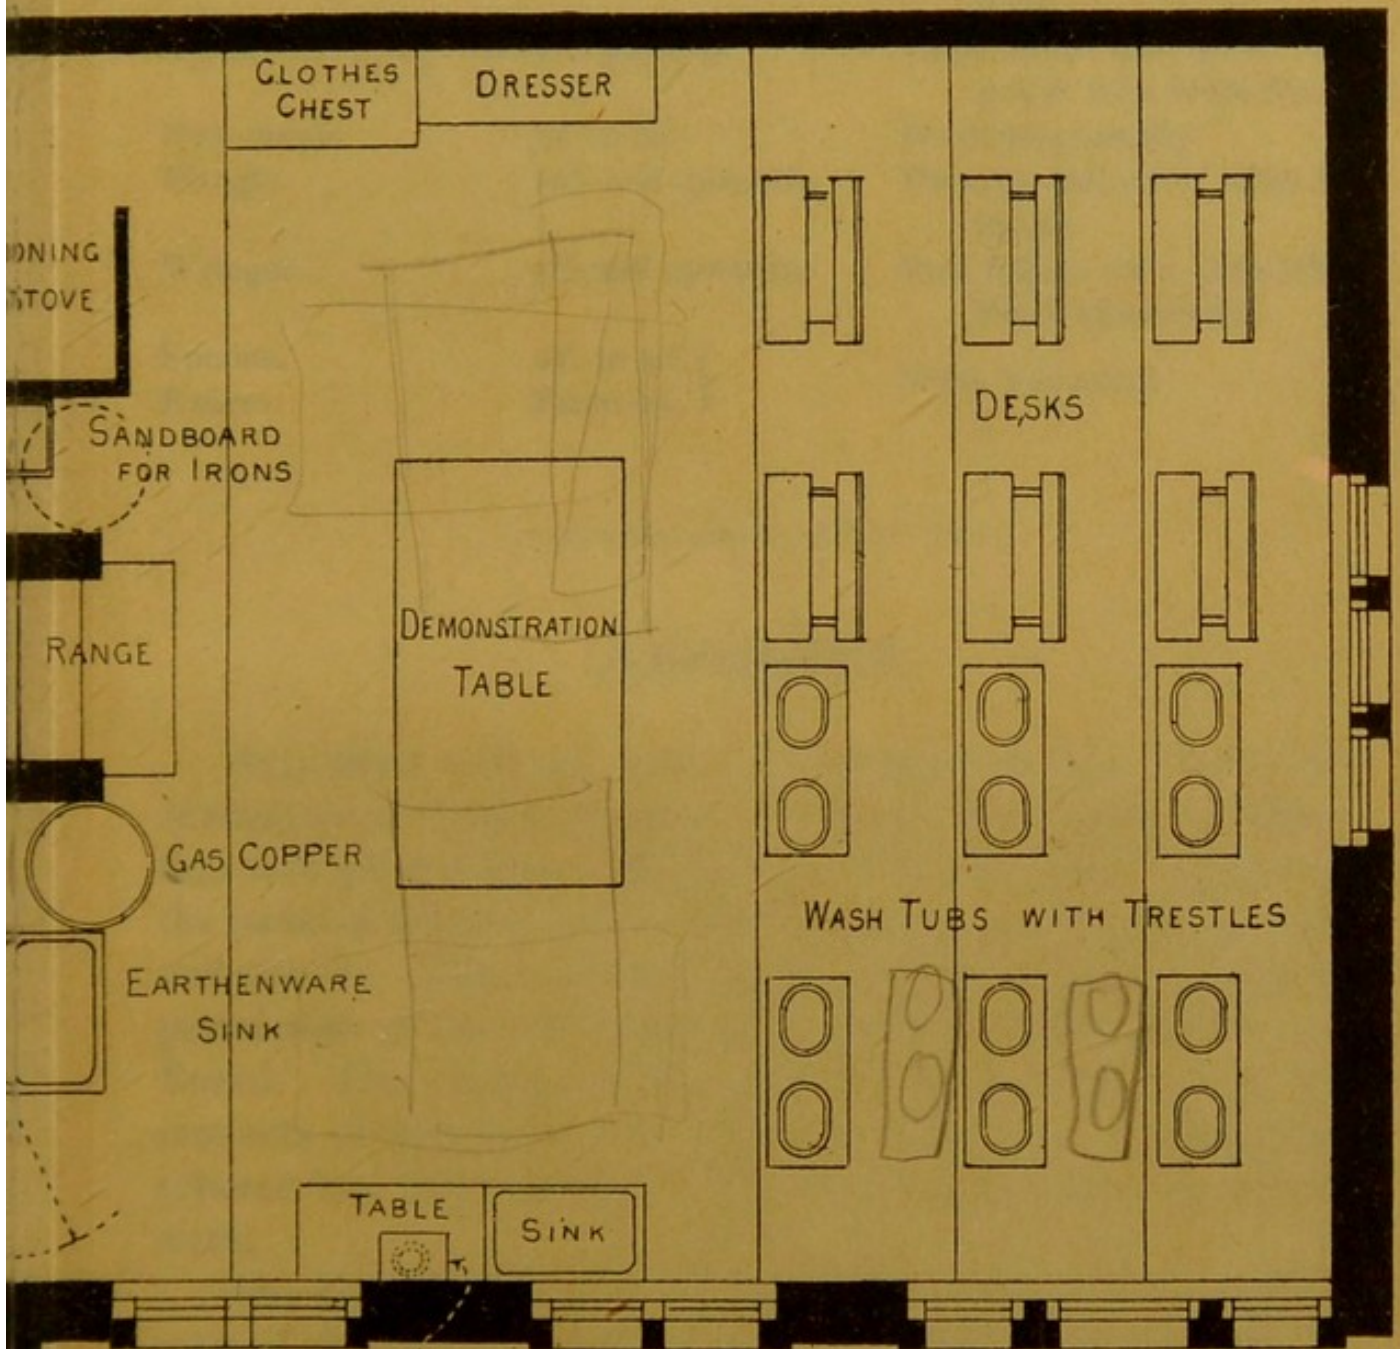 CLOTHES
CHEST
DRESSER
STOVE
DESKS
SANDBOARD
FOR IRONS
DEMONSTRATION
TABLE
RANGE
GAS COPPER
WASH TUBS WITH TRESTLES
EARTHENWARE
SINK
TABLE
SINK